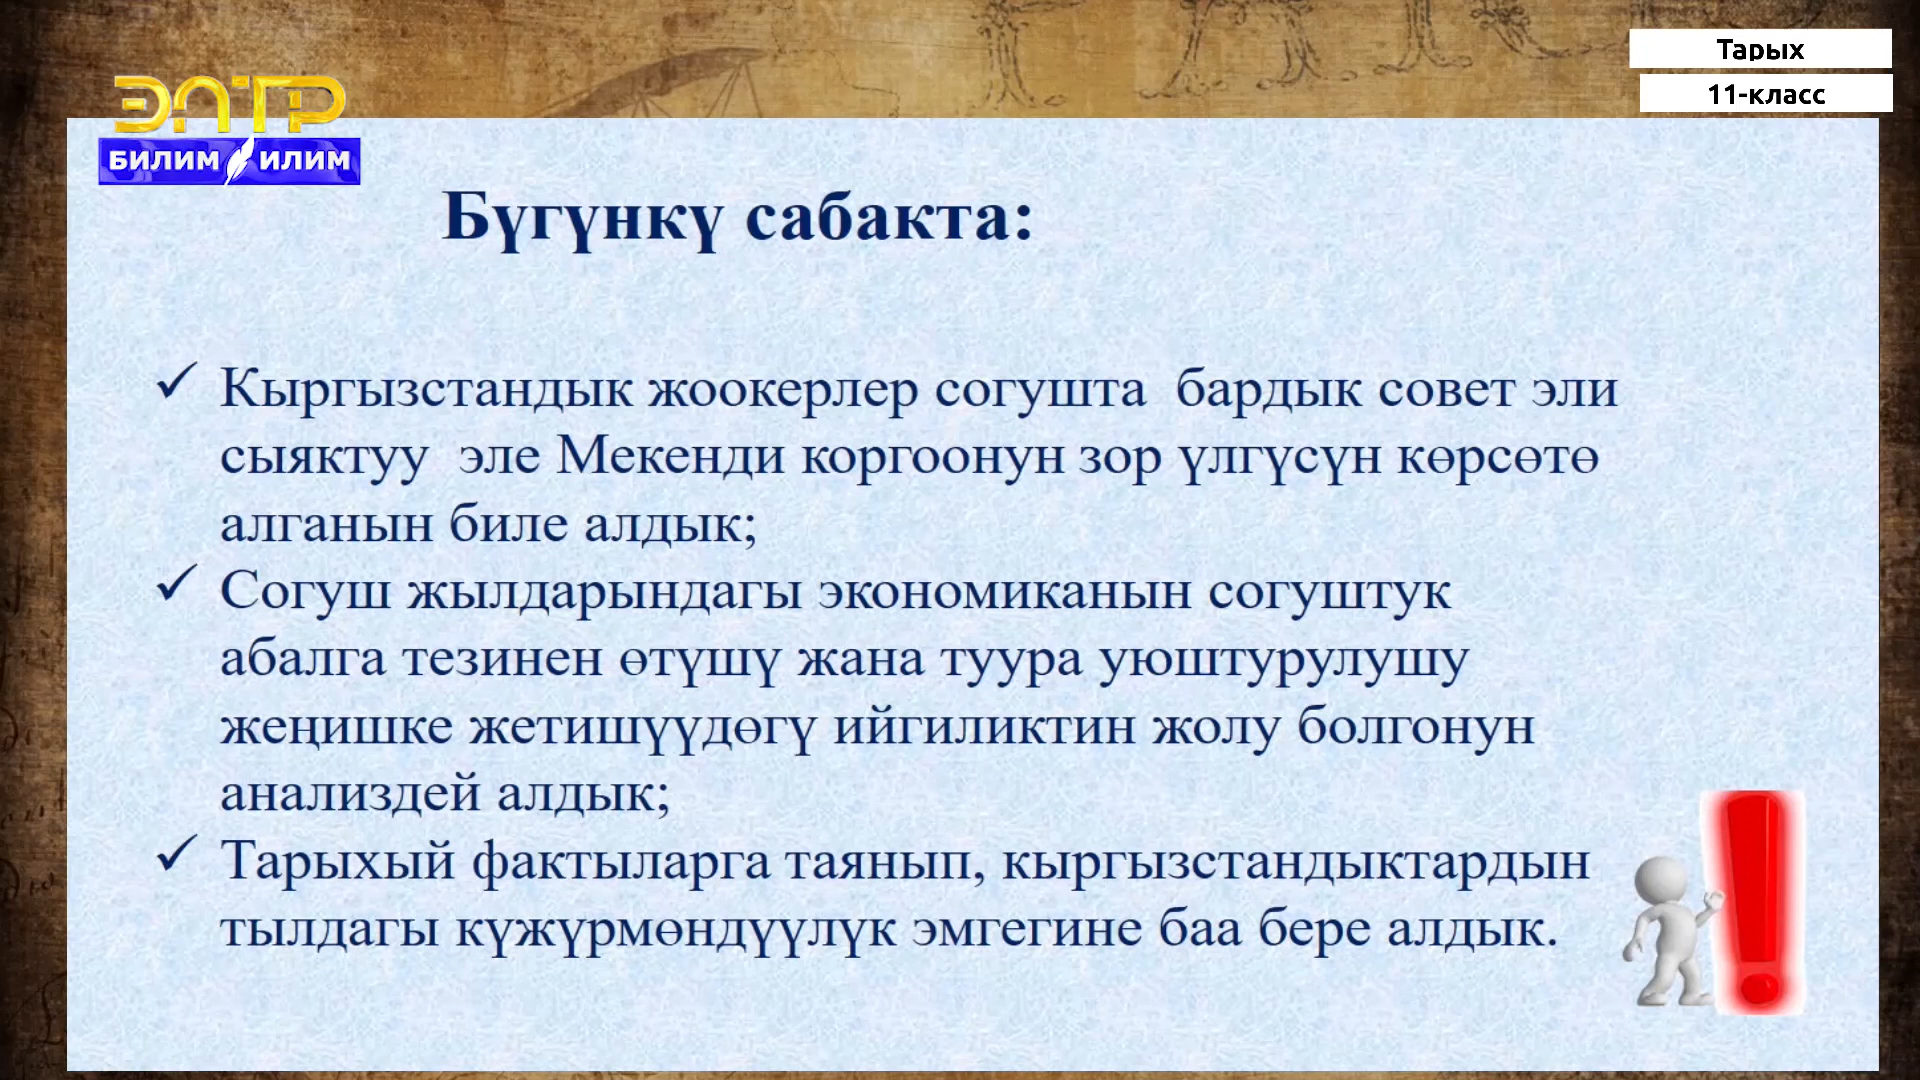 Тарых
11-класс
ЭЛТР
БИЛИМ ИЛИМ
Бүгүнкү сабакта:
✓ Кыргызстандык жоокерлер согушта бардык совет эли
сыяктуу эле Мекенди коргоонун зор үлгүсүн көрсөтө
алганын биле алдык;
✓ Согуш жылдарындагы экономиканын согуштук
абалга тезинен өтүшү жана туура уюштурулушу
жеңишке жетишүүдөгү ийгиликтин жолу болгонун
анализдей алдык;
✓ Тарыхый фактыларга таянып, кыргызстандыктардын
тылдагы күжүрмөндүүлүк эмгегине баа бере алдык.